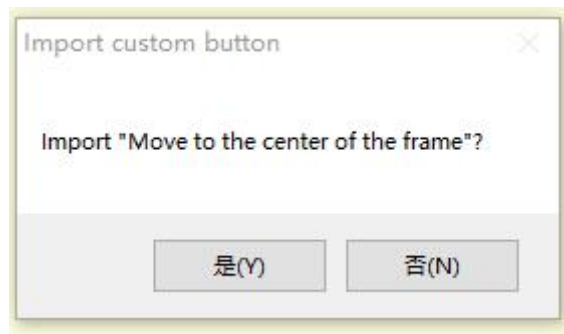 Import custom button
Import "Move to the center of the frame"?
是(Y)
否(N)